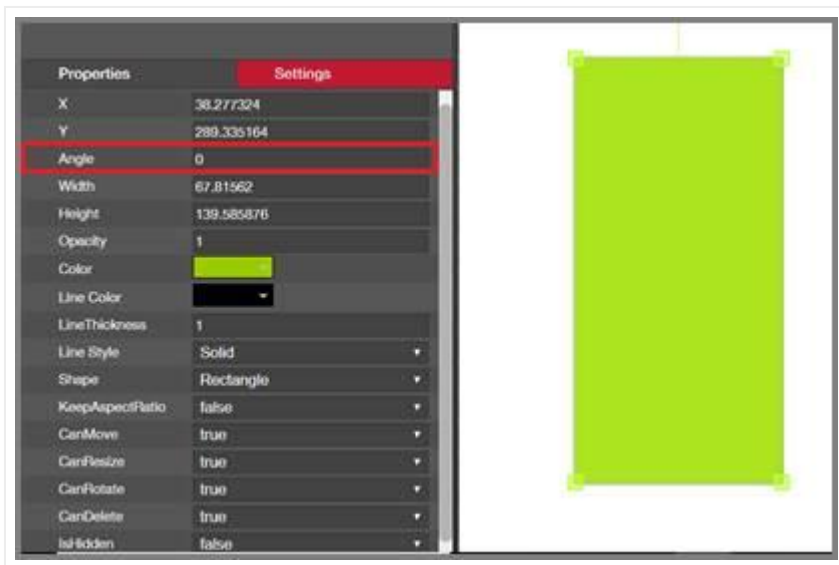 Properties Settings
X 38.277324
Y 289.335164
Angle 0
Width 67.81562
Height 139.585876
Opacity 1
Color
Line Color
LineThickness 1
Line Style Solid
Shape Rectangle
KeepAspectRatio false
CanMove true
CanResize true
CanRotate true
CanDelete true
IsHidden false